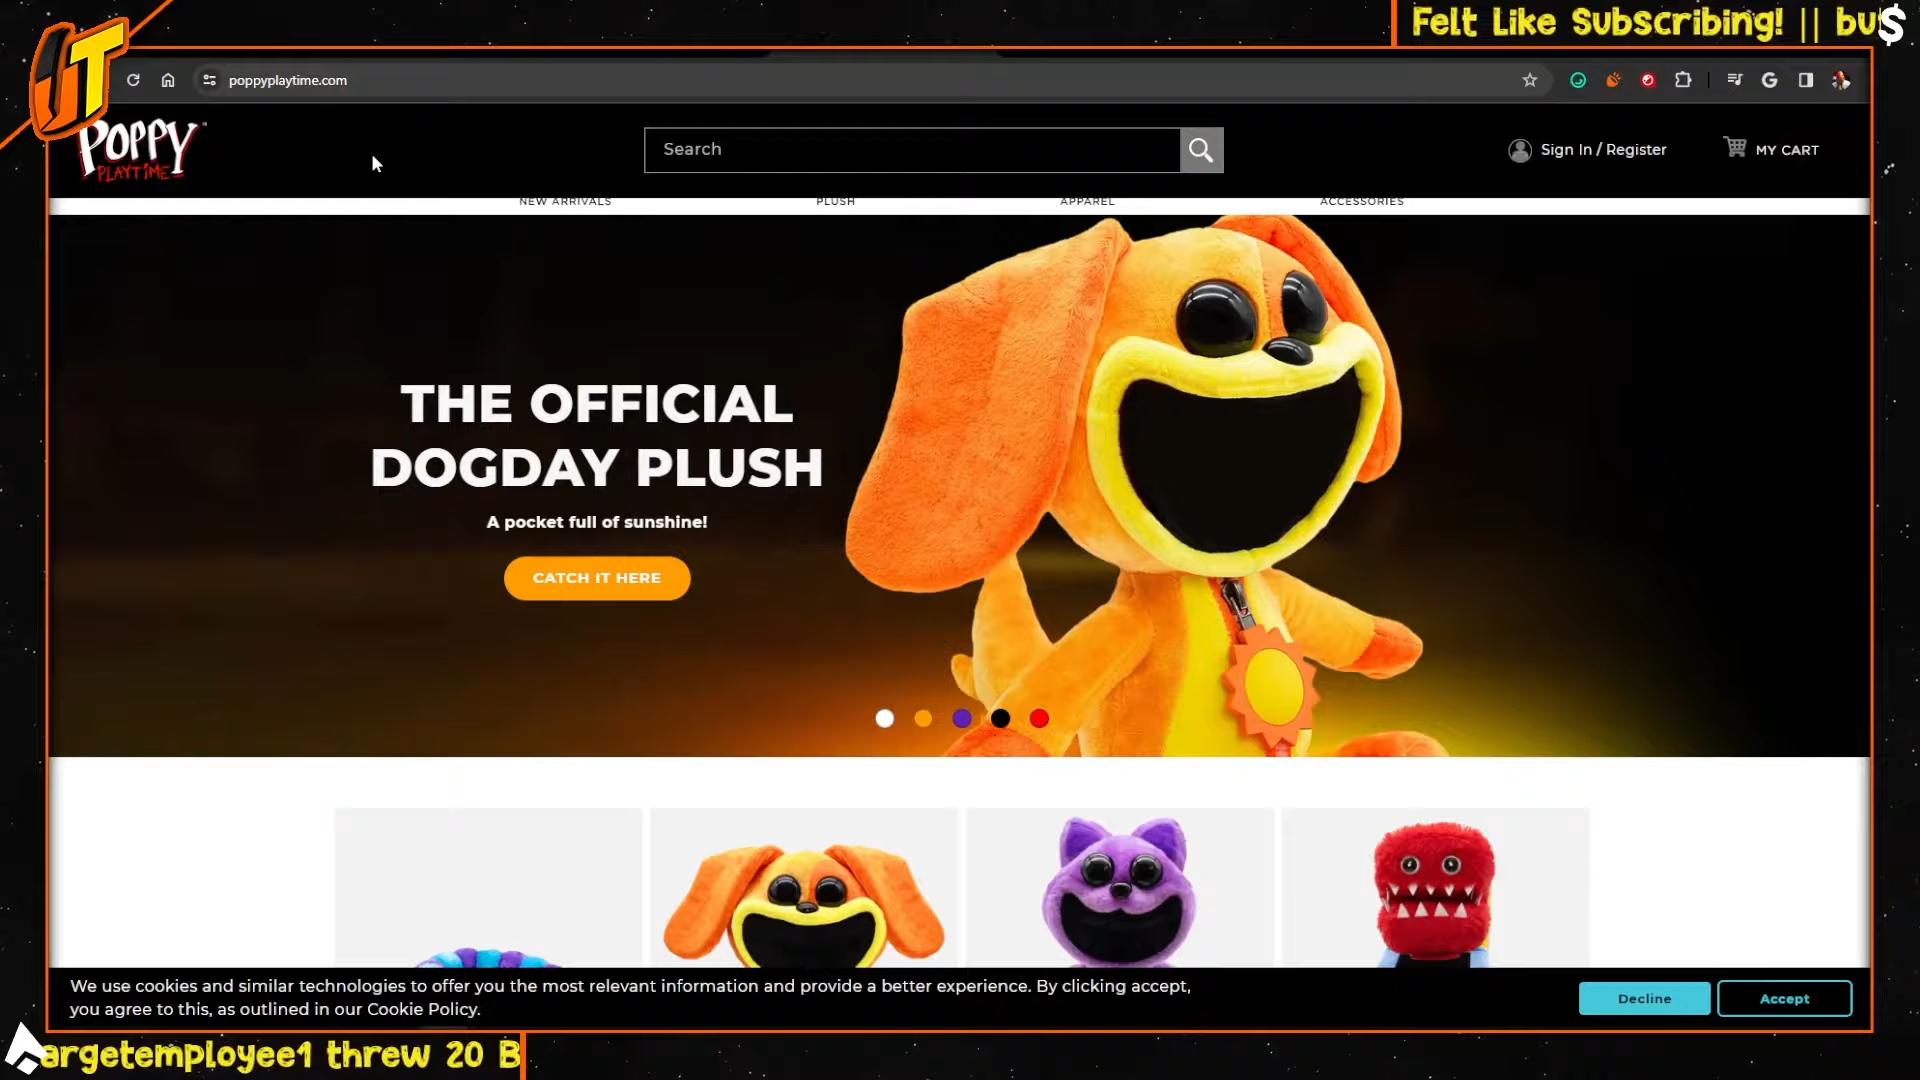 Felt Like Subscribing! || bu$
poppyplaytime.com
JT
POPPY
PLAYTIME
Search
Sign In / Register
MY CART
NEW ARRIVALS
PLUSH
APPAREL
ACCESSORIES
THE OFFICIAL
DOGDAY PLUSH
A pocket full of sunshine!
CATCH IT HERE
We use cookies and similar technologies to offer you the most relevant information and provide a better experience. By clicking accept,
you agree to this, as outlined in our Cookie Policy.
Decline
Accept
argetemployee1 threw 20 B